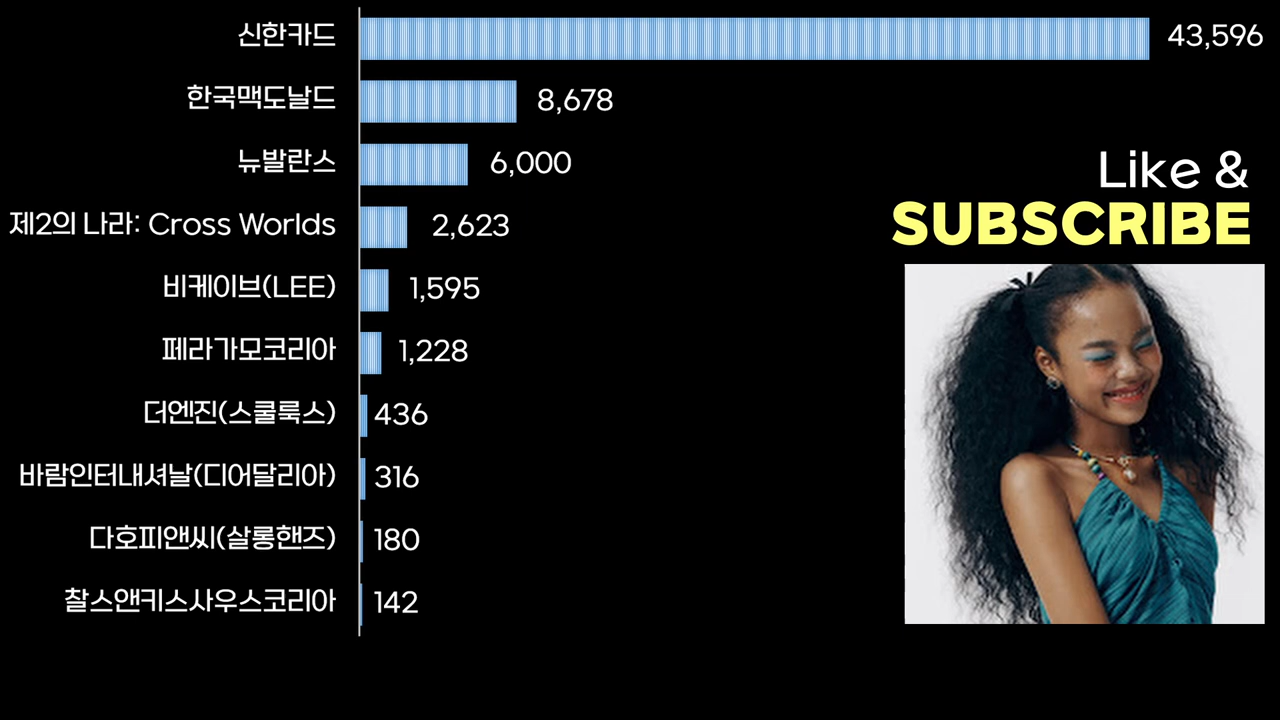 신한카드 43,596
한국맥도날드 8,678
뉴발란스 6,000
제2의 나라: Cross Worlds 2,623
비케이브(LEE) 1,595
페라가모코리아 1,228
더엔진(스쿨룩스) 436
바람인터내셔날(디어달리아) 316
다호피앤씨(살롱핸즈) 180
찰스앤키스사우스코리아 142
Like &
SUBSCRIBE